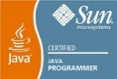 Java
Sun
microsystems
CERTIFIED
JAVA
PROGRAMMER